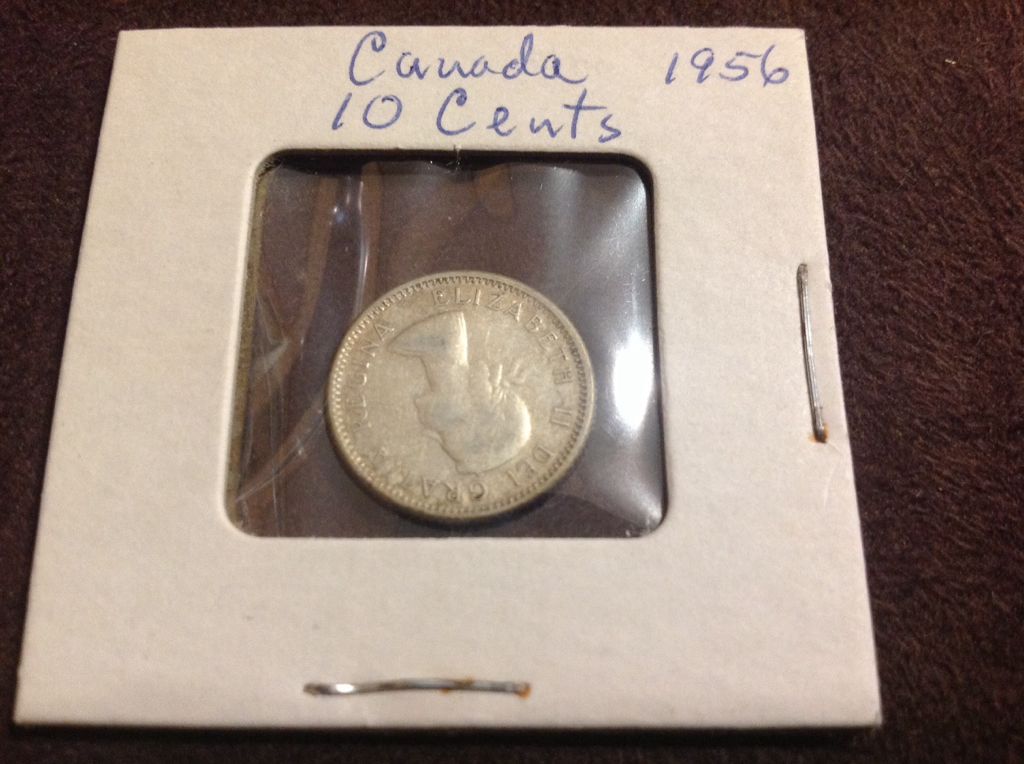 Canada 1956
10 Cents
ELIZABETH II DEI GRATIA REGINA